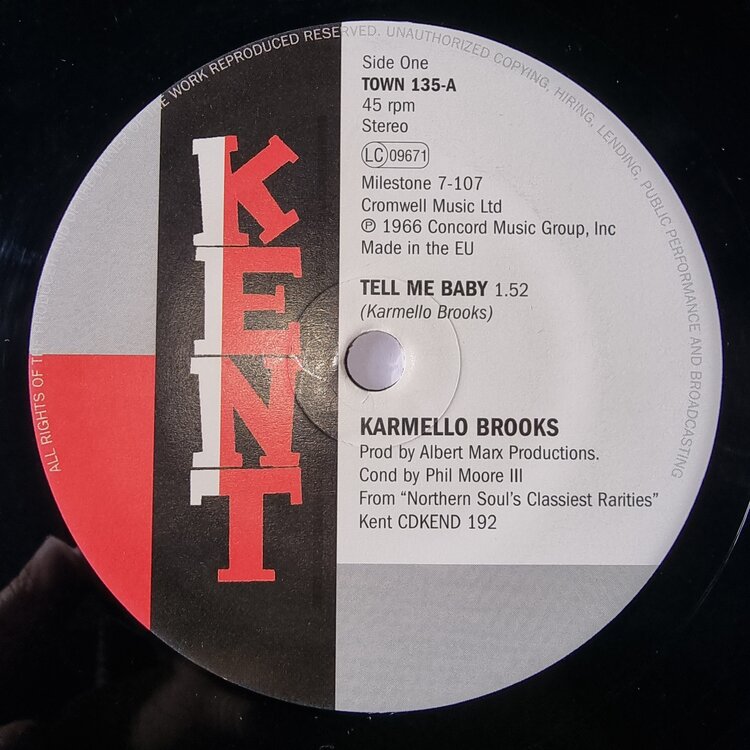 ALL RIGHTS OF T
E WORK REPRODUCED RESERVED. UNAUTHORIZED COPYING, HIRING, LENDING, PUBLIC PERFORMANCE AND BROADCASTING
KENT
Side One
TOWN 135-A
45 rpm
Stereo
LC 09671
Milestone 7-107
Cromwell Music Ltd
℗ 1966 Concord Music Group, Inc
Made in the EU
TELL ME BABY 1.52
(Karmello Brooks)
KARMELLO BROOKS
Prod by Albert Marx Productions.
Cond by Phil Moore III
From “Northern Soul's Classiest Rarities”
Kent CDKEND 192